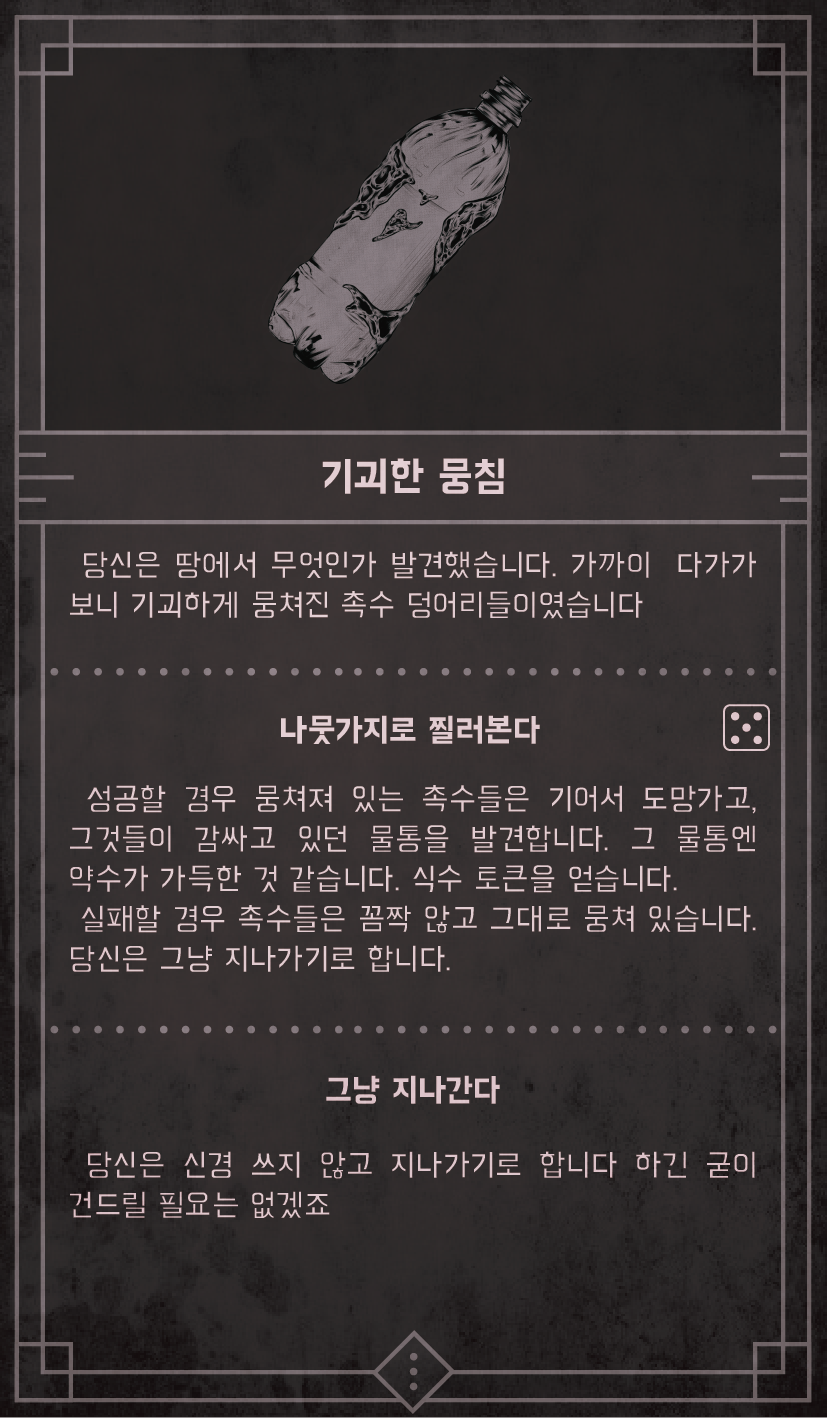 기괴한 뭉침
당신은 땅에서 무엇인가 발견했습니다. 가까이 다가가
보니 기괴하게 뭉쳐진 촉수 덩어리들이였습니다
나뭇가지로 찔러본다
성공할 경우 뭉쳐져 있는 촉수들은 기어서 도망가고,
그것들이 감싸고 있던 물통을 발견합니다. 그 물통엔
약수가 가득한 것 같습니다. 식수 토큰을 얻습니다.
실패할 경우 촉수들은 꼼짝 않고 그대로 뭉쳐 있습니다.
당신은 그냥 지나가기로 합니다.
그냥 지나간다
당신은 신경 쓰지 않고 지나가기로 합니다 하긴 굳이
건드릴 필요는 없겠죠